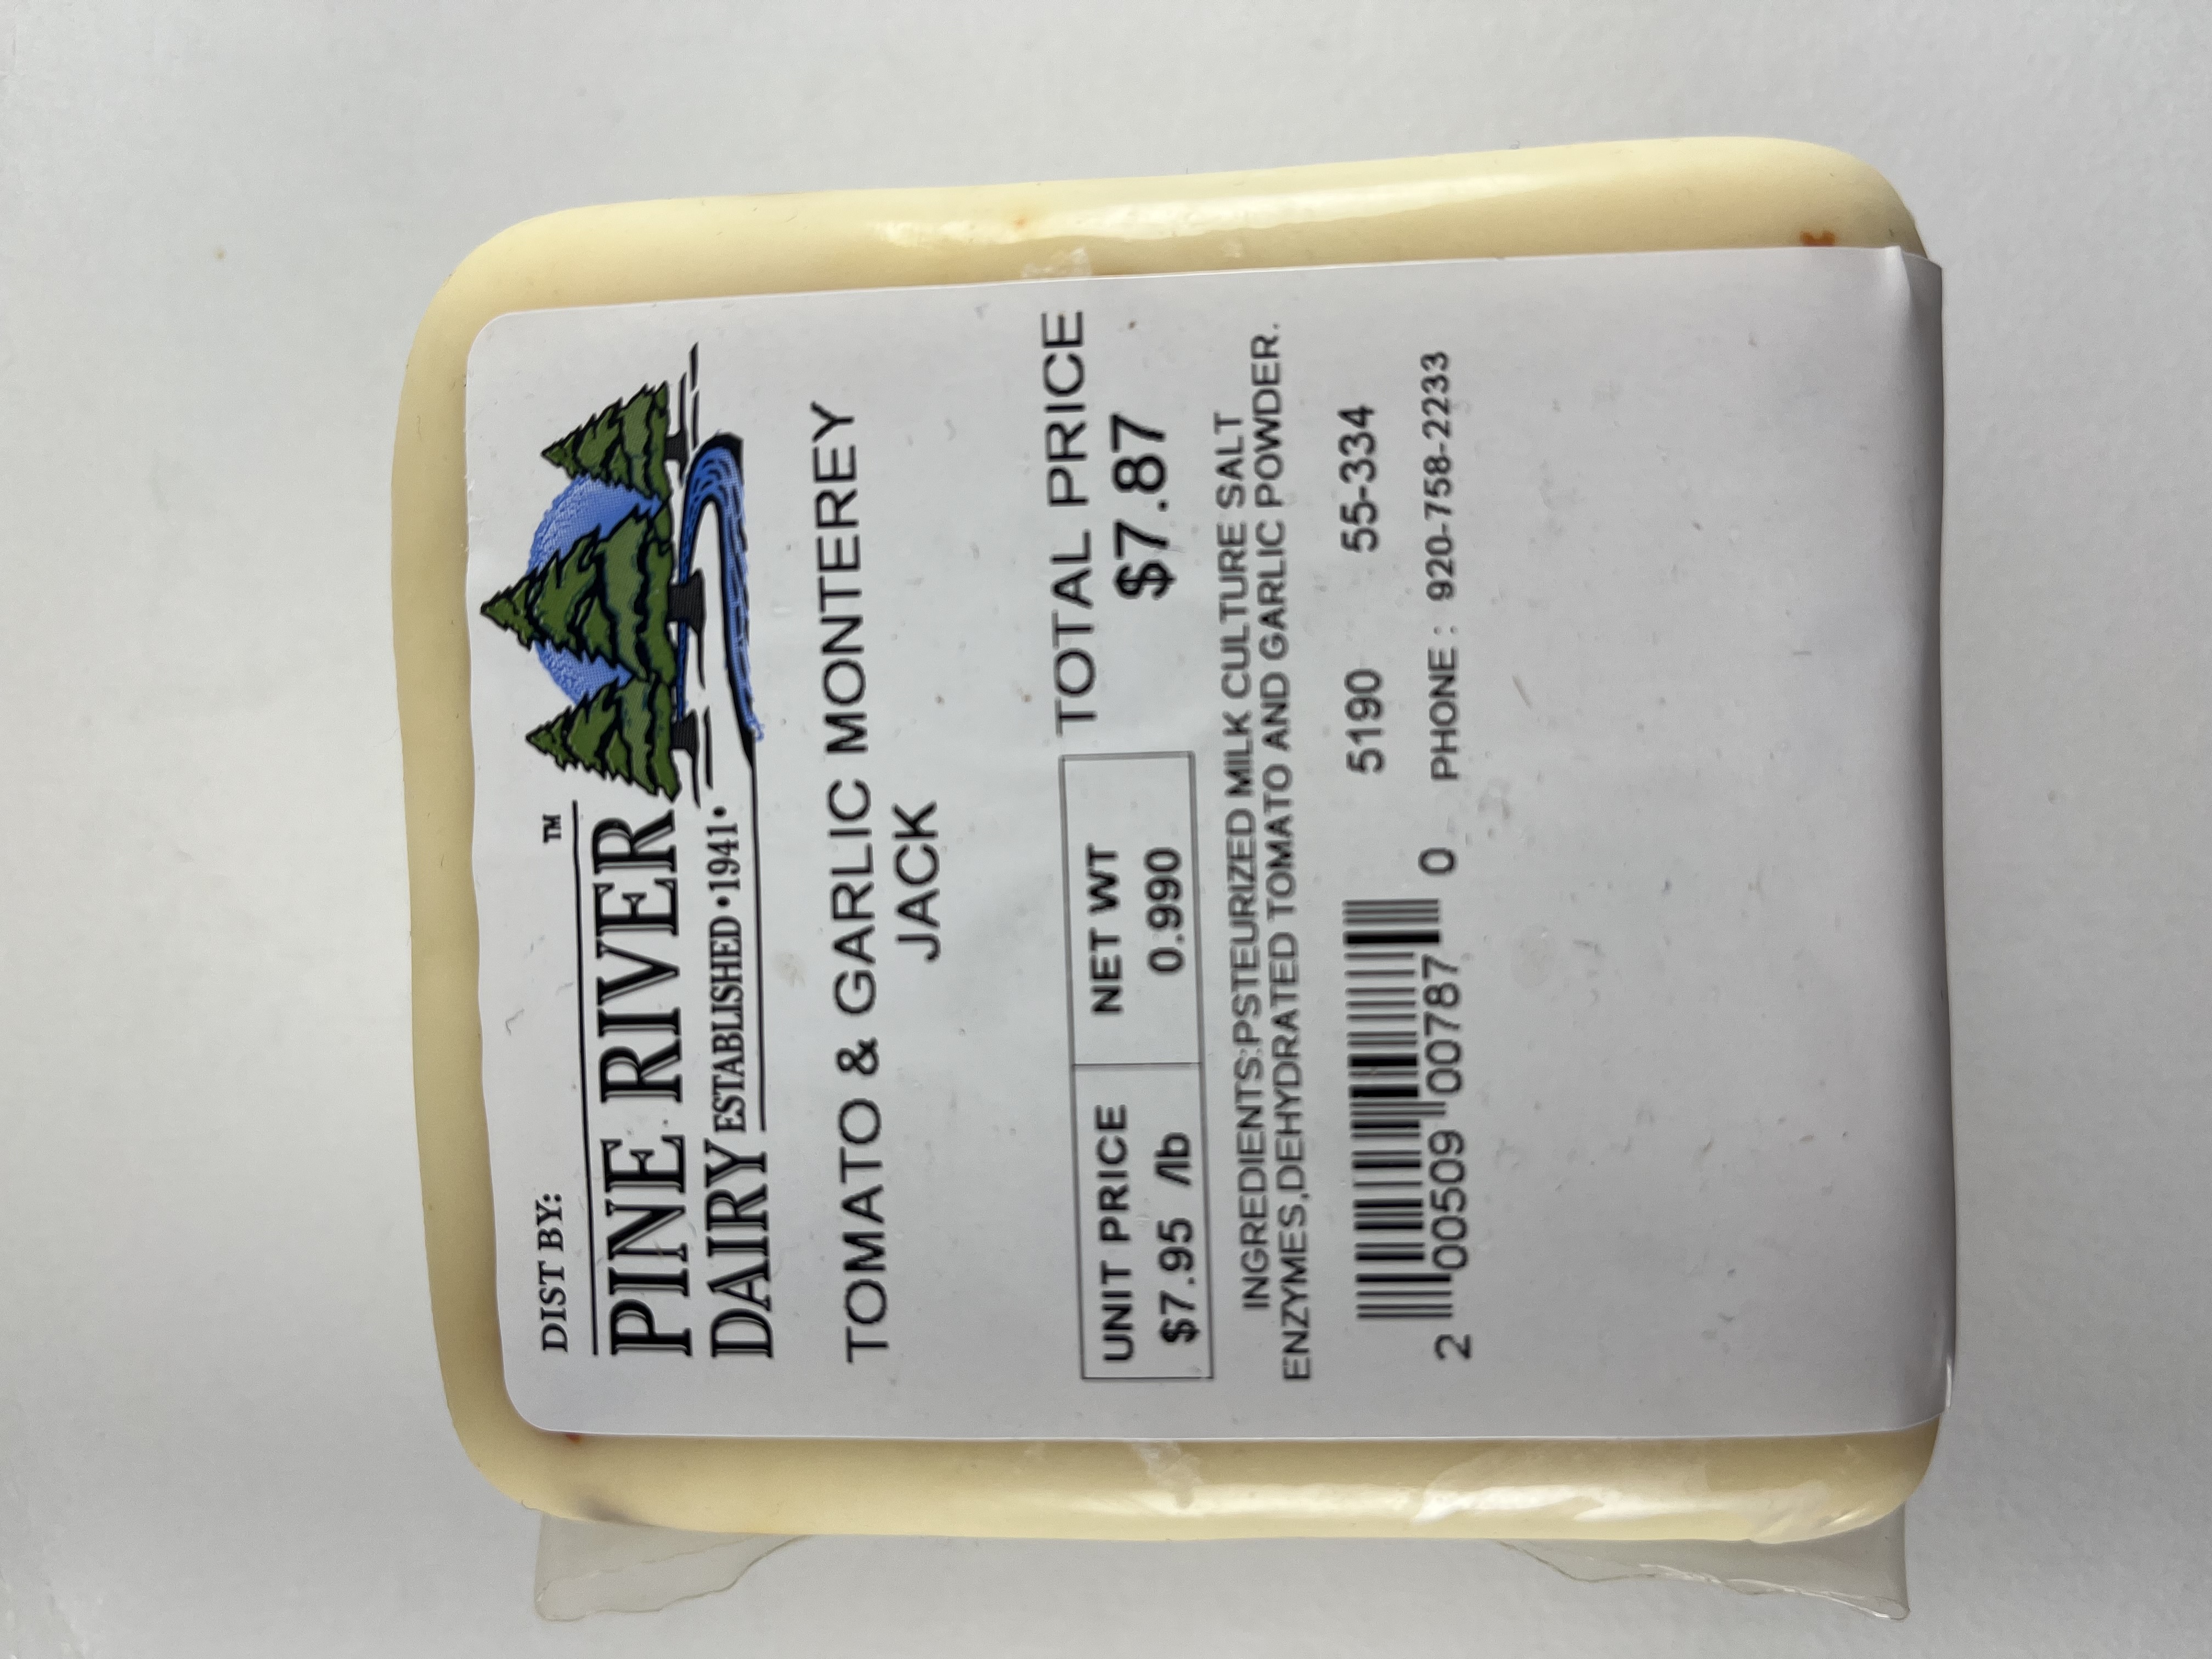 DIST BY:
™
PINE RIVER
DAIRY ESTABLISHED • 1941 •
TOMATO & GARLIC MONTEREY
JACK
UNIT PRICE NET WT TOTAL PRICE
$7.95 /lb 0.990 $7.87
INGREDIENTS:PSTEURIZED MILK CULTURE SALT
ENZYMES,DEHYDRATED TOMATO AND GARLIC POWDER.
5190 55-334
2 00509 00787 0 PHONE : 920-758-2233